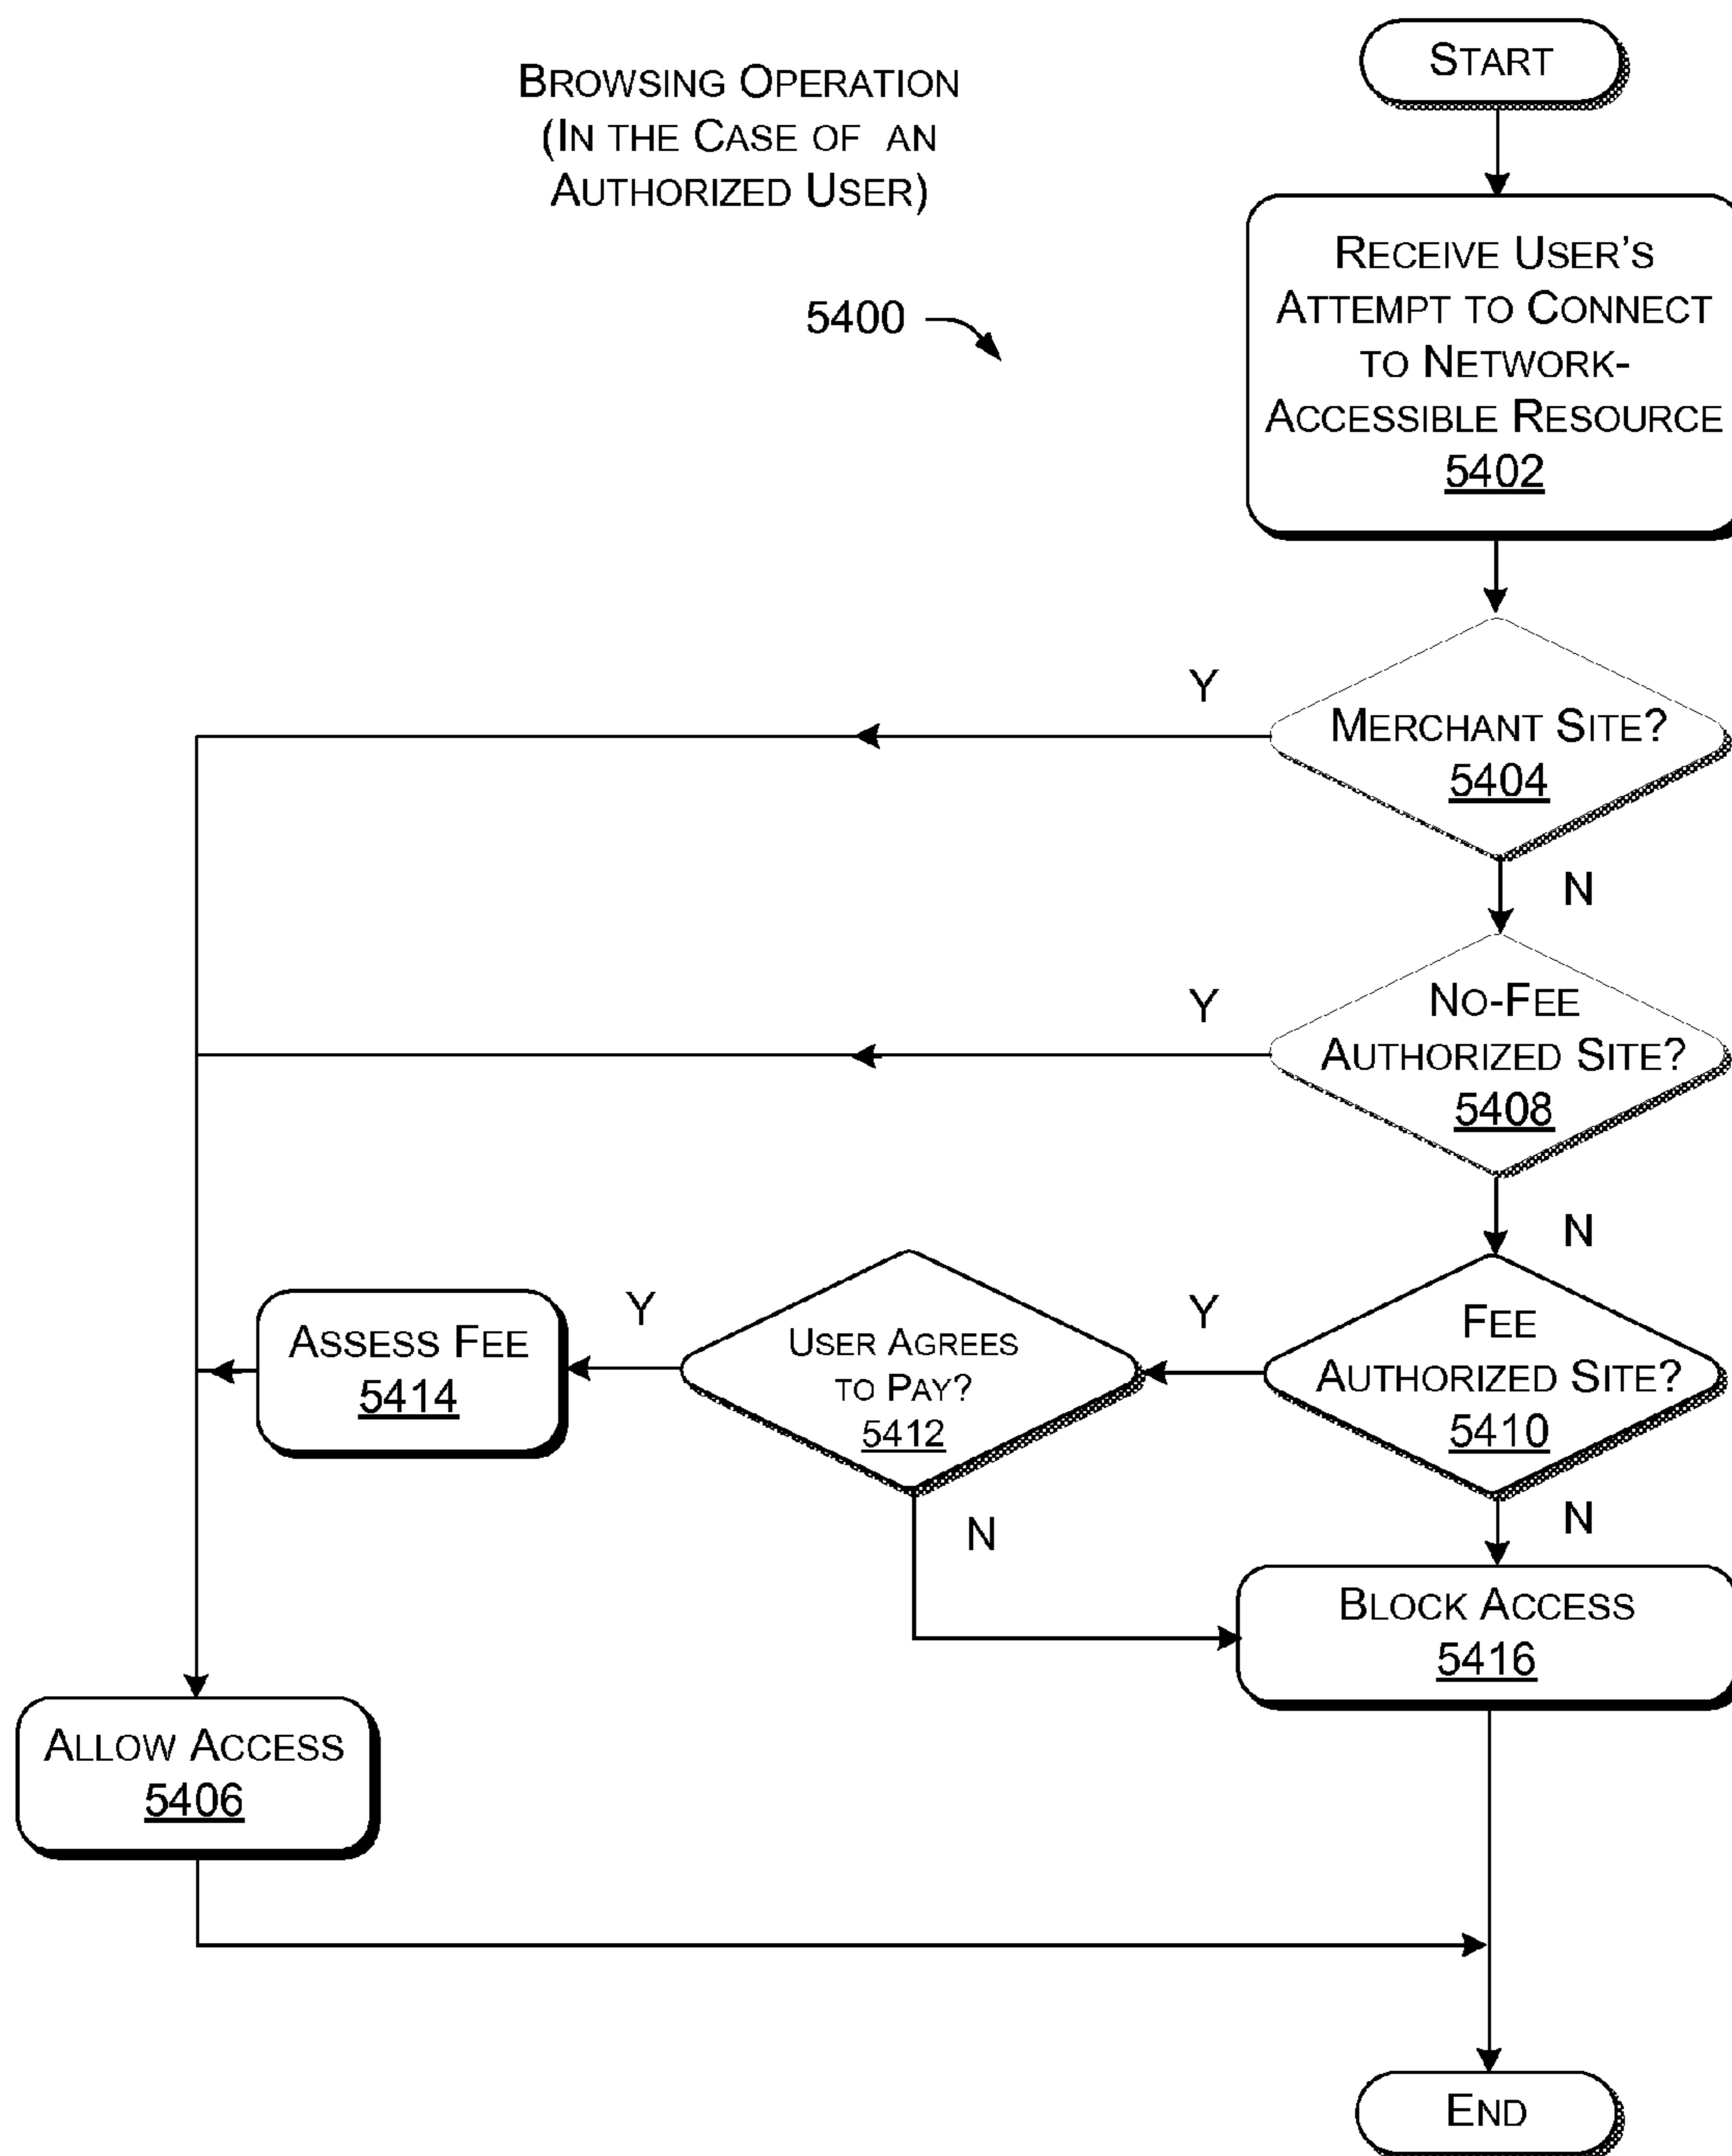 START
BROWSING OPERATION
(IN THE CASE OF AN
AUTHORIZED USER)
5400
RECEIVE USER'S
ATTEMPT TO CONNECT
TO NETWORK-
ACCESSIBLE RESOURCE
5402
Y
MERCHANT SITE?
5404
N
Y
NO-FEE
AUTHORIZED SITE?
5408
N
FEE
AUTHORIZED SITE?
5410
Y
N
USER AGREES
TO PAY?
5412
Y
N
ASSESS FEE
5414
BLOCK ACCESS
5416
ALLOW ACCESS
5406
END